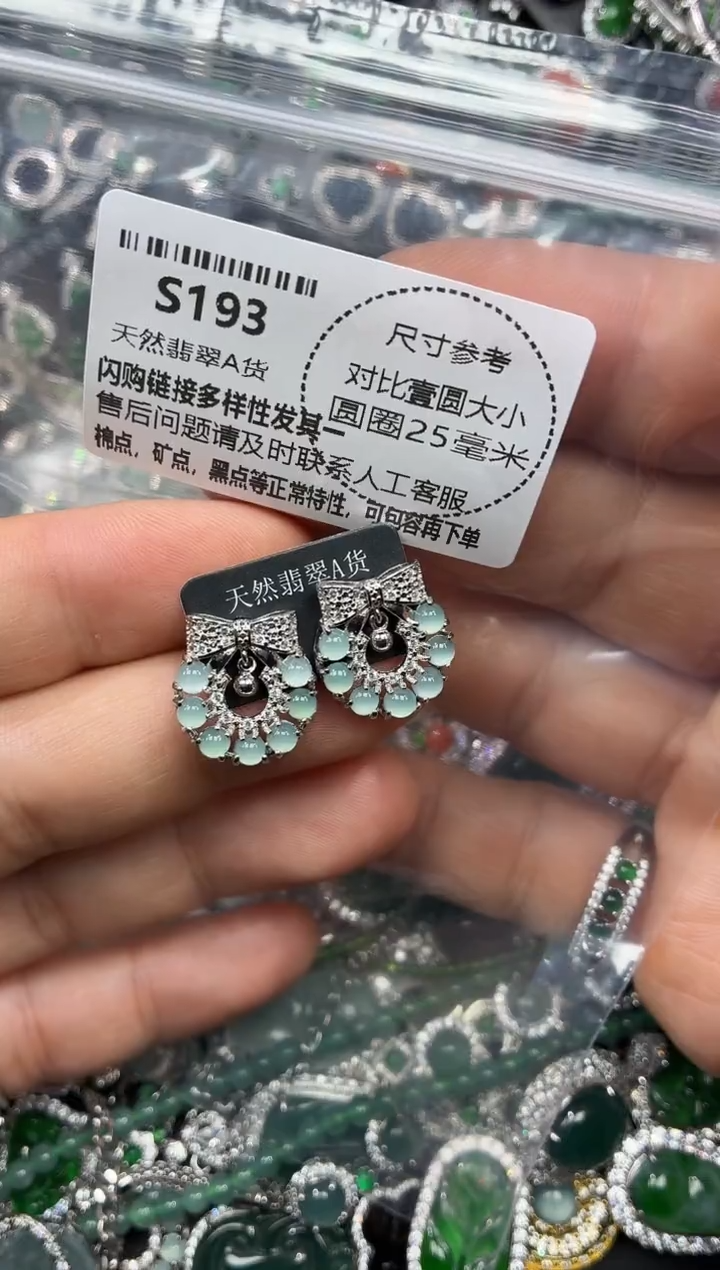 S193
天然翡翠A货
闪购链接多样性发其一
售后问题请及时联系人工客服
棉点，矿点，黑点等正常特性，可包容再下单
尺寸参考
对比壹圆大小
圆圈25毫米
天然翡翠A货